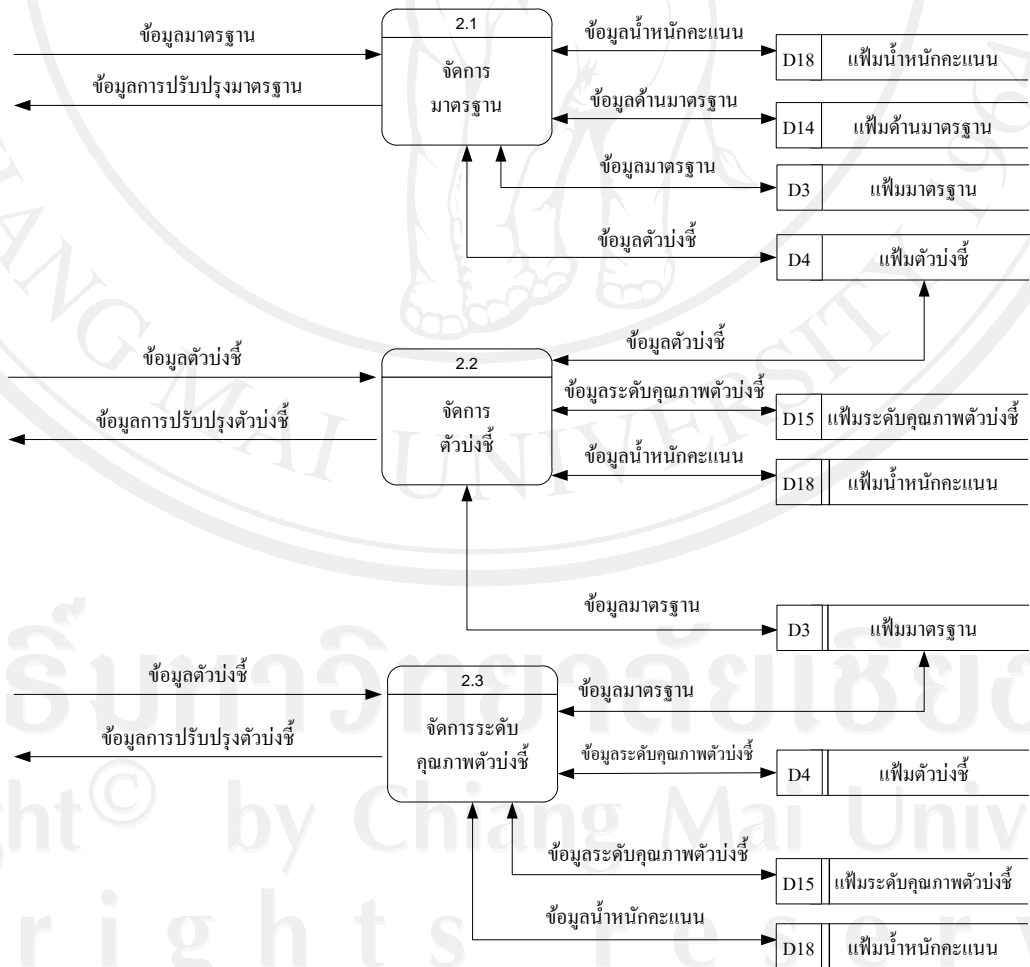 2.1
ข้อมูลมาตรฐาน
ข้อมูลน้ำหนักคะแนน
D18 แฟ้มน้ำหนักคะแนน
จัดการ
มาตรฐาน
ข้อมูลการปรับปรุงมาตรฐาน
ข้อมูลด้านมาตรฐาน
D14 แฟ้มด้านมาตรฐาน
ข้อมูลมาตรฐาน
D3 แฟ้มมาตรฐาน
ข้อมูลตัวบ่งชี้
D4 แฟ้มตัวบ่งชี้
ข้อมูลตัวบ่งชี้
2.2
ข้อมูลตัวบ่งชี้
จัดการ
ตัวบ่งชี้
ข้อมูลการปรับปรุงตัวบ่งชี้
ข้อมูลระดับคุณภาพตัวบ่งชี้
D15 แฟ้มระดับคุณภาพตัวบ่งชี้
ข้อมูลน้ำหนักคะแนน
D18 แฟ้มน้ำหนักคะแนน
ข้อมูลมาตรฐาน
D3 แฟ้มมาตรฐาน
ข้อมูลตัวบ่งชี้
2.3
ข้อมูลมาตรฐาน
จัดการระดับ
คุณภาพตัวบ่งชี้
ข้อมูลการปรับปรุงตัวบ่งชี้
ข้อมูลระดับคุณภาพตัวบ่งชี้
D4 แฟ้มตัวบ่งชี้
ข้อมูลระดับคุณภาพตัวบ่งชี้
D15 แฟ้มระดับคุณภาพตัวบ่งชี้
ข้อมูลน้ำหนักคะแนน
D18 แฟ้มน้ำหนักคะแนน
MAI UNIVERSITY 1964
© by Chiang Mai
rights